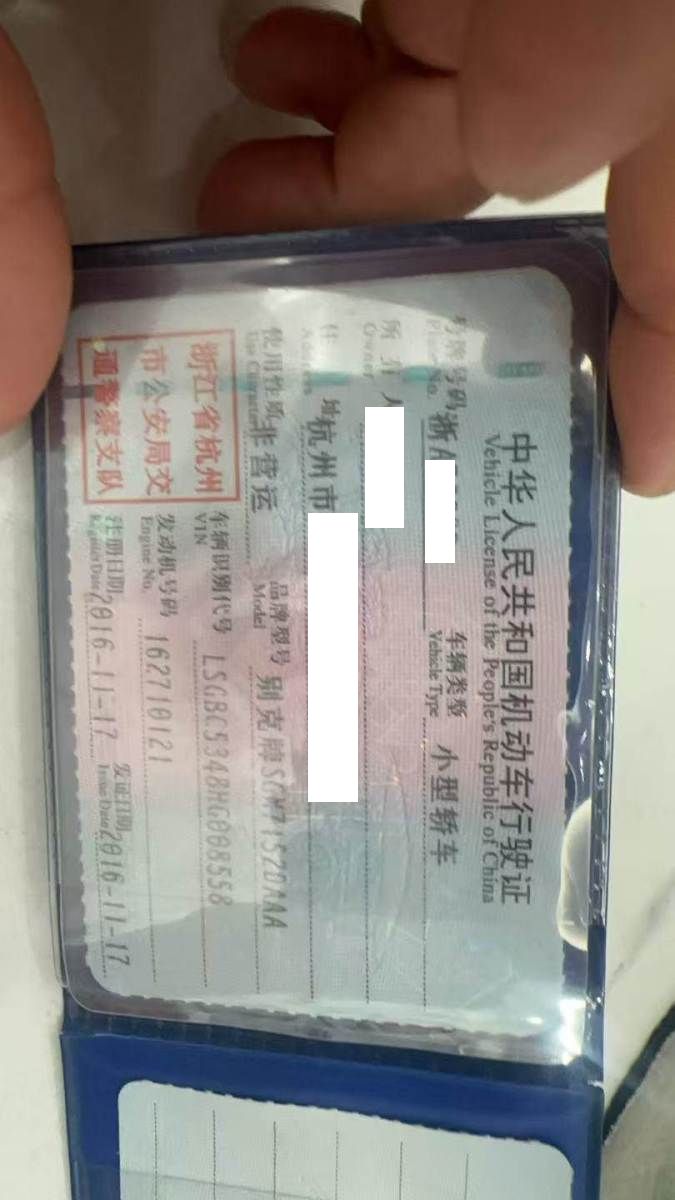 中华人民共和国机动车行驶证
Vehicle License of the People's Republic of China
号牌号码 浙A 车辆类型 小型轿车
Plate No. Vehicle Type
所有人
Owner
住址 杭州市
Address
使用性质 非营运 品牌型号 别克牌SGM7152DAAA
Use Character Model
浙江省杭州
市公安局交
通警察支队
车辆识别代号 LSGBC5348HG008558
VIN
发动机号码 162710121
Engine No.
注册日期 2016-11-17 发证日期 2016-11-17
Register Date Issue Date